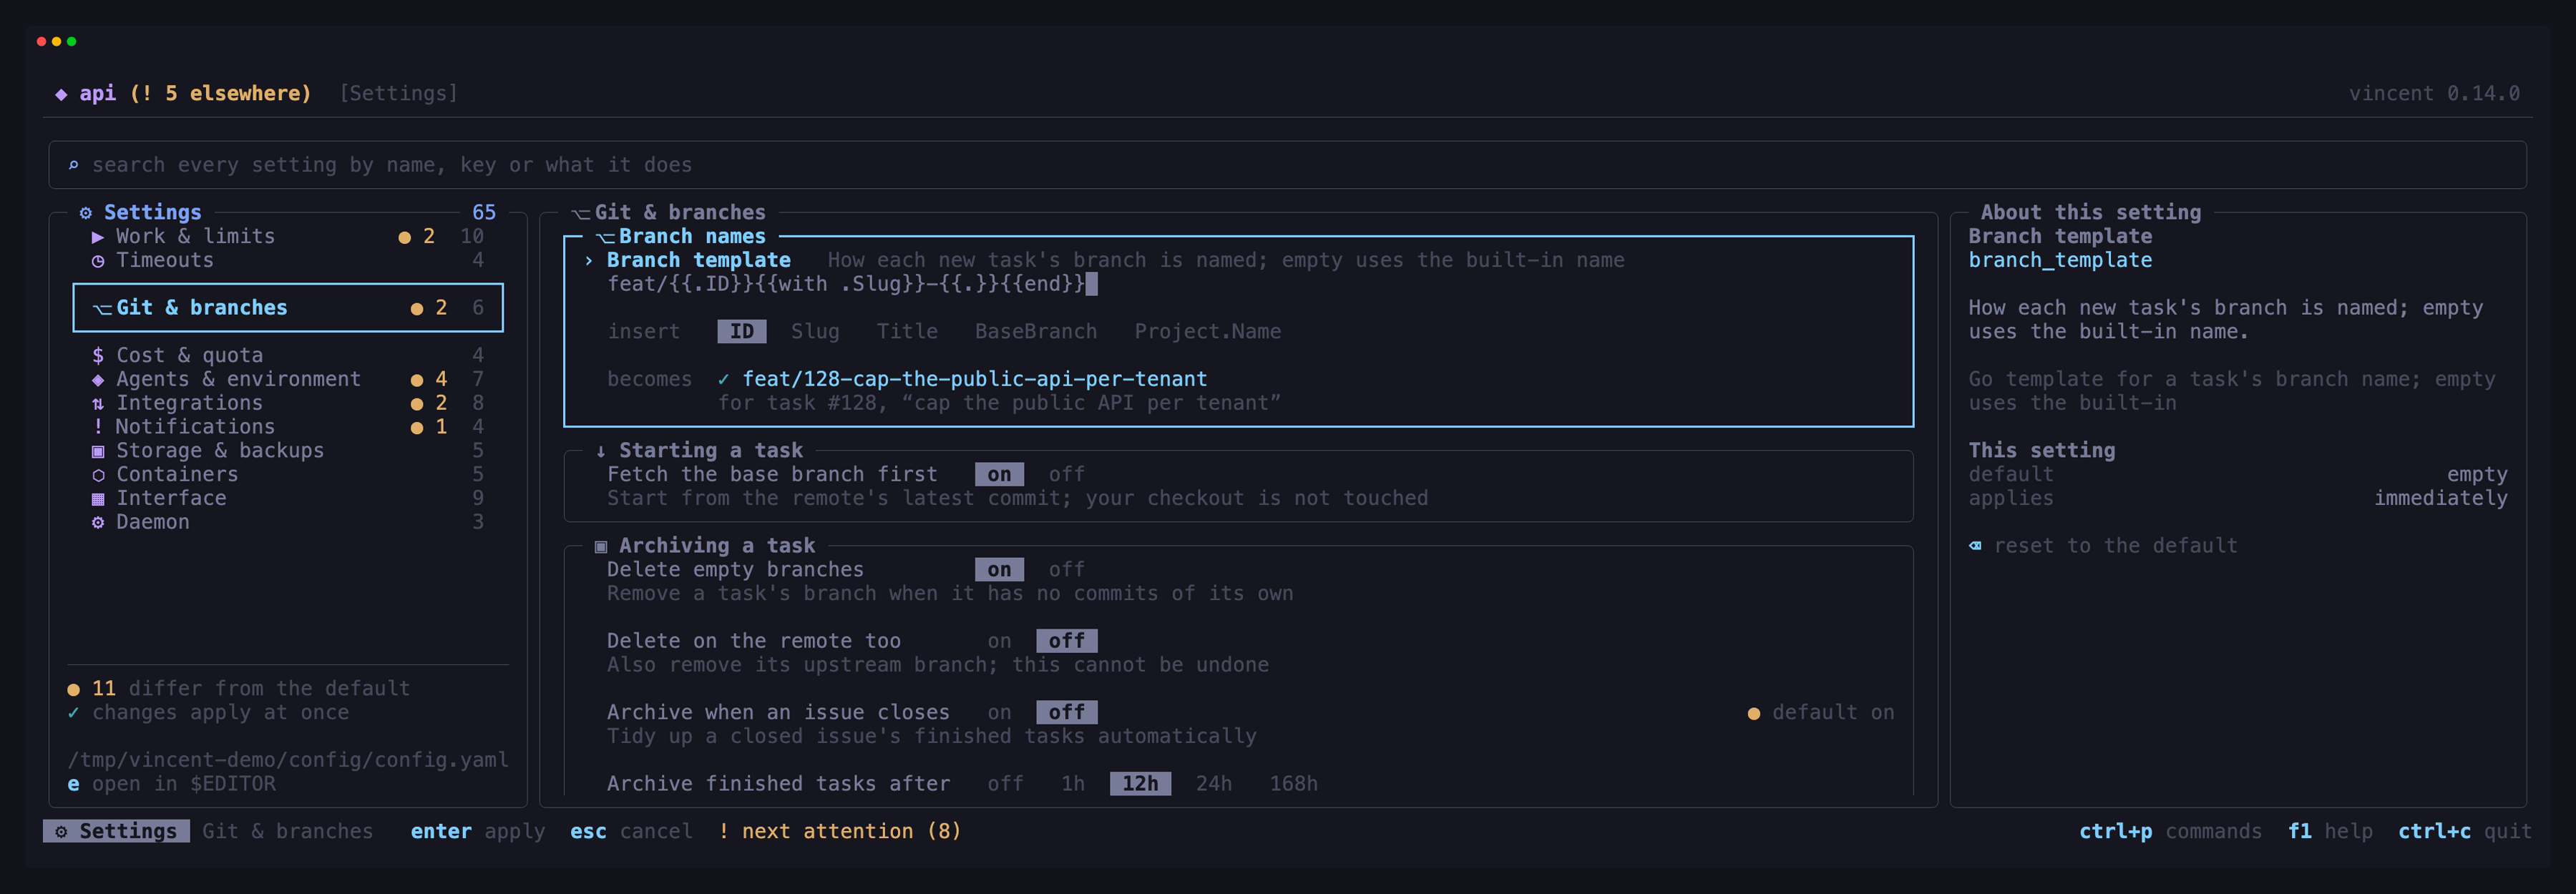 ◆ api (! 5 elsewhere) [Settings] vincent 0.14.0
⌕ search every setting by name, key or what it does
⚙ Settings 65
▶ Work & limits ● 2 10
◷ Timeouts 4
⌥ Git & branches ● 2 6
$ Cost & quota 4
◈ Agents & environment ● 4 7
⇅ Integrations ● 2 8
! Notifications ● 1 4
▣ Storage & backups 5
⬡ Containers 5
▦ Interface 9
⚙ Daemon 3
● 11 differ from the default
✓ changes apply at once
/tmp/vincent-demo/config/config.yaml
e open in $EDITOR
⌥ Git & branches
⌥ Branch names
› Branch template How each new task's branch is named; empty uses the built-in name
feat/{{.ID}}{{with .Slug}}-{{.}}{{end}}
insert ID Slug Title BaseBranch Project.Name
becomes ✓ feat/128-cap-the-public-api-per-tenant
for task #128, “cap the public API per tenant”
↓ Starting a task
Fetch the base branch first on off
Start from the remote's latest commit; your checkout is not touched
▣ Archiving a task
Delete empty branches on off
Remove a task's branch when it has no commits of its own
Delete on the remote too on off
Also remove its upstream branch; this cannot be undone
Archive when an issue closes on off ● default on
Tidy up a closed issue's finished tasks automatically
Archive finished tasks after off 1h 12h 24h 168h
About this setting
Branch template
branch_template
How each new task's branch is named; empty
uses the built-in name.
Go template for a task's branch name; empty
uses the built-in
This setting
default empty
applies immediately
⌫ reset to the default
⚙ Settings Git & branches enter apply esc cancel ! next attention (8) ctrl+p commands f1 help ctrl+c quit